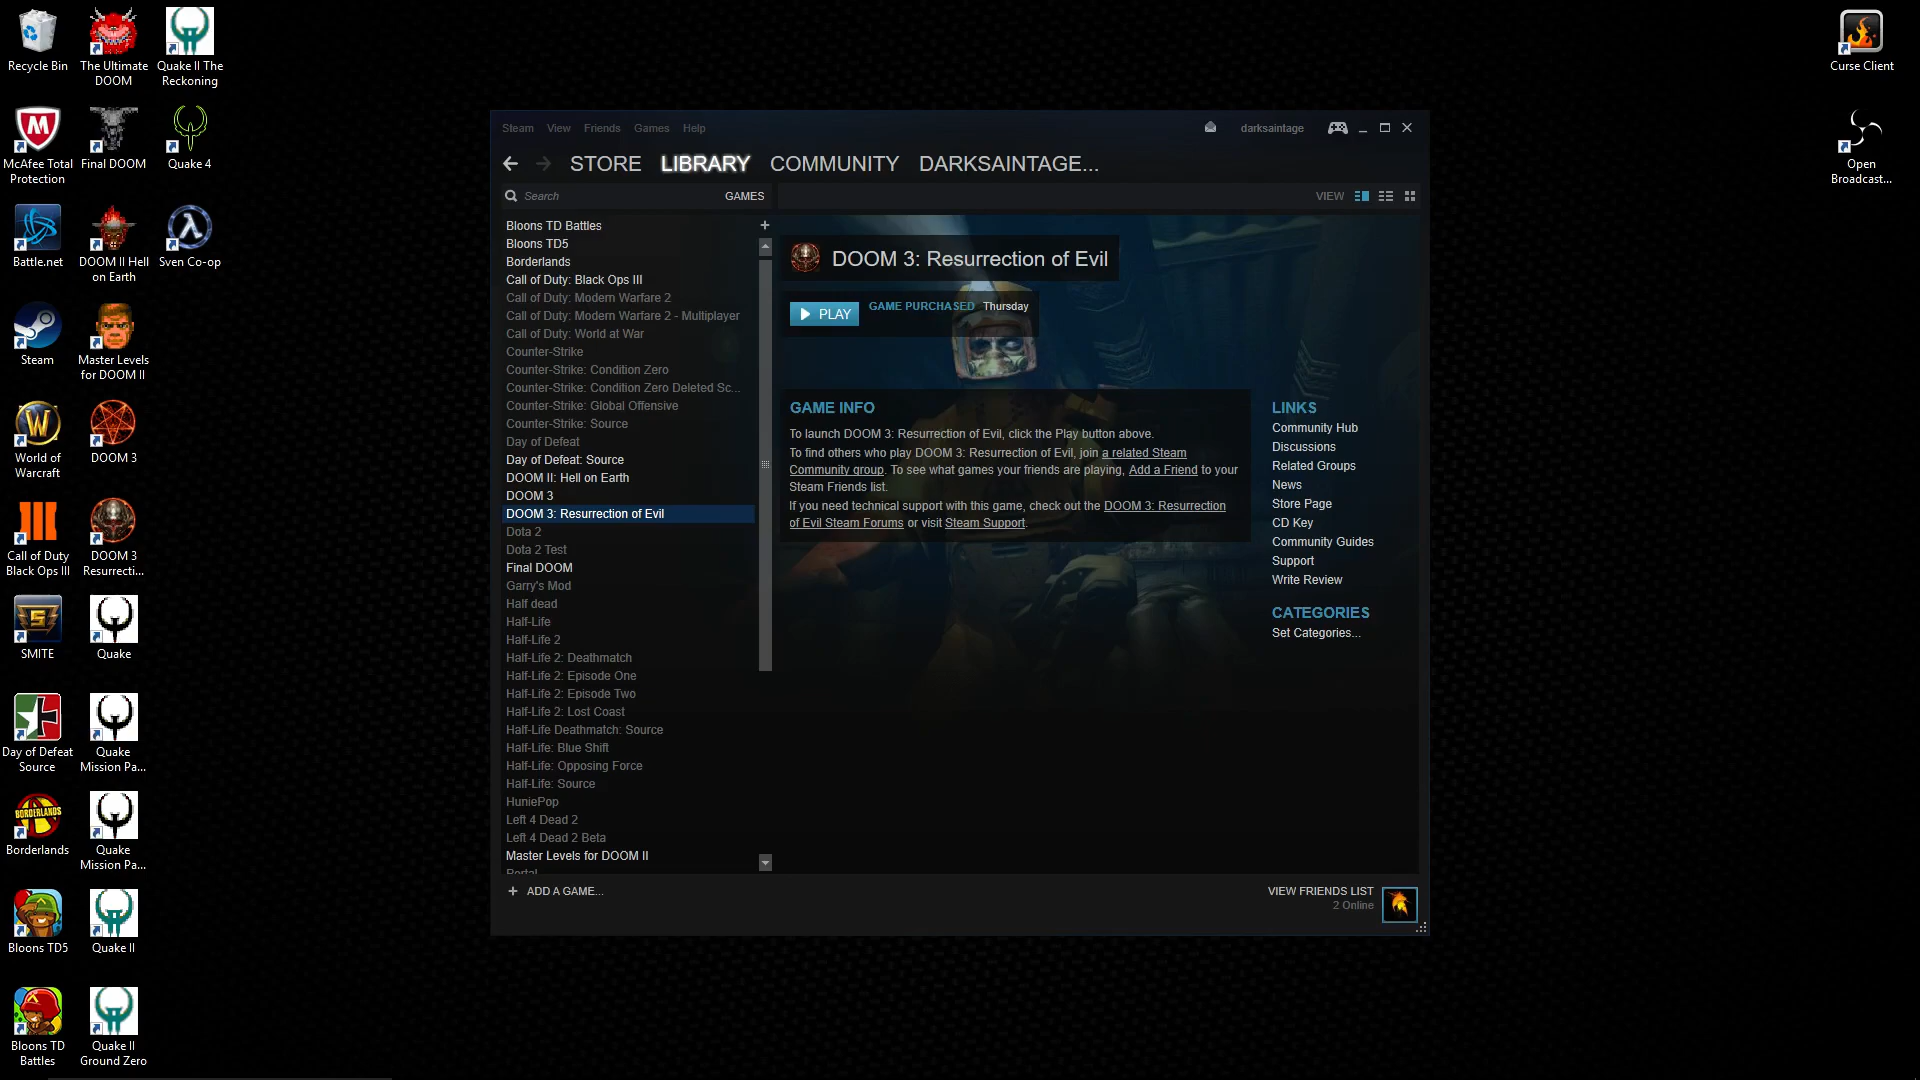 Recycle Bin
The Ultimate
DOOM
Quake II The
Reckoning
McAfee Total
Protection
Final DOOM
Quake 4
Battle.net
DOOM II Hell
on Earth
Sven Co-op
Steam
Master Levels
for DOOM II
World of
Warcraft
DOOM 3
Call of Duty
Black Ops III
DOOM 3
Resurrecti...
SMITE
Quake
Day of Defeat
Source
Quake
Mission Pa...
BORDERLANDS
Borderlands
Quake
Mission Pa...
Bloons TD5
Quake II
Bloons TD
Battles
Quake II
Ground Zero
Steam View Friends Games Help
darksaintage
STORE LIBRARY COMMUNITY DARKSAINTAGE...
Search GAMES
VIEW
Bloons TD Battles
Bloons TD5
Borderlands
Call of Duty: Black Ops III
Call of Duty: Modern Warfare 2
Call of Duty: Modern Warfare 2 - Multiplayer
Call of Duty: World at War
Counter-Strike
Counter-Strike: Condition Zero
Counter-Strike: Condition Zero Deleted Sc...
Counter-Strike: Global Offensive
Counter-Strike: Source
Day of Defeat
Day of Defeat: Source
DOOM II: Hell on Earth
DOOM 3
DOOM 3: Resurrection of Evil
Dota 2
Dota 2 Test
Final DOOM
Garry's Mod
Half dead
Half-Life
Half-Life 2
Half-Life 2: Deathmatch
Half-Life 2: Episode One
Half-Life 2: Episode Two
Half-Life 2: Lost Coast
Half-Life Deathmatch: Source
Half-Life: Blue Shift
Half-Life: Opposing Force
Half-Life: Source
HuniePop
Left 4 Dead 2
Left 4 Dead 2 Beta
Master Levels for DOOM II
Portal
DOOM 3: Resurrection of Evil
PLAY
GAME PURCHASED Thursday
GAME INFO
To launch DOOM 3: Resurrection of Evil, click the Play button above.
To find others who play DOOM 3: Resurrection of Evil, join a related Steam
Community group. To see what games your friends are playing, Add a Friend to your
Steam Friends list.
If you need technical support with this game, check out the DOOM 3: Resurrection
of Evil Steam Forums or visit Steam Support.
LINKS
Community Hub
Discussions
Related Groups
News
Store Page
CD Key
Community Guides
Support
Write Review
CATEGORIES
Set Categories...
ADD A GAME...
VIEW FRIENDS LIST
2 Online
Curse Client
Open
Broadcast...